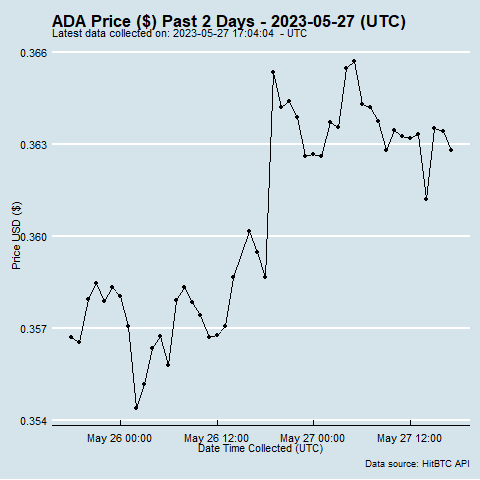 ADA Price ($) Past 2 Days - 2023-05-27 (UTC)
Latest data collected on: 2023-05-27 17:04:04 - UTC
0.366
0.363
0.360
0.357
0.354
Price USD ($)
May 26 00:00 May 26 12:00 May 27 00:00 May 27 12:00
Date Time Collected (UTC)
Data source: HitBTC API